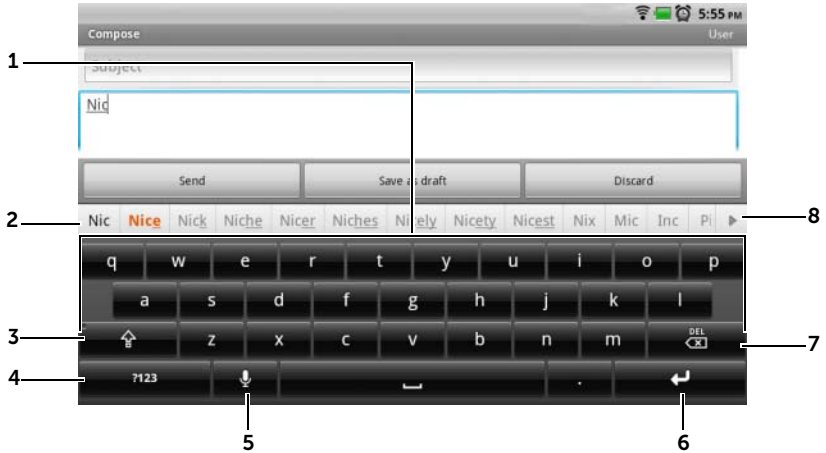 5:55 PM
Compose
User
1
Subject
Nic
Send
Save as draft
Discard
2
Nic Nice Nick Niche Nicer Niches Nicely Nicety Nicest Nix Mic Inc Pi
8
q w e r t y u i o p
a s d f g h j k l
3
z x c v b n m
DEL
7
4
?123
.
5
6